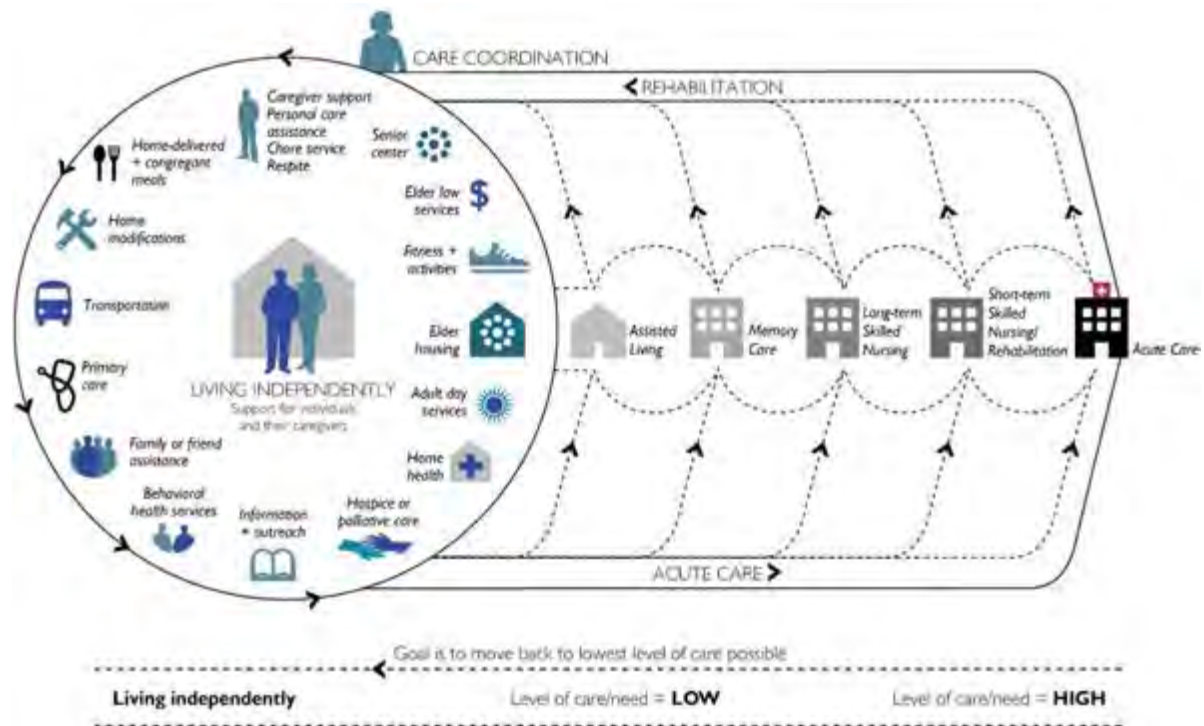 CARE COORDINATION
< REHABILITATION
Caregiver support
Personal care
assistance
Chore service
Respite
Senior
center
Home-delivered
+ congregant
meals
Elder law
services
$
Home
modifications
Fitness +
activities
Transportation
Elder
housing
Assisted
Living
Memory
Care
Long-term
Skilled
Nursing
Short-term
Skilled
Nursing/
Rehabilitation
Acute Care
Primary
care
LIVING INDEPENDENTLY
Support for individuals
and their caregivers
Adult day
services
Family or friend
assistance
Home
health
Behavioral
health services
Information
+ outreach
Hospice or
palliative care
ACUTE CARE >
Goal is to move back to lowest level of care possible
Living independently
Level of care/need = LOW
Level of care/need = HIGH